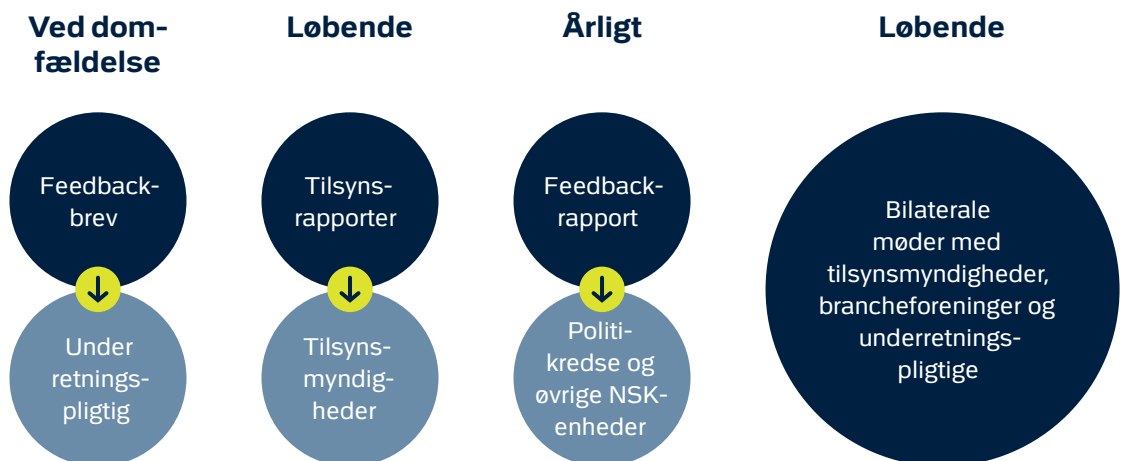 Ved dom-
fældelse
Løbende
Årligt
Løbende
Feedback-
brev
Under
retnings-
pligtig
Tilsyns-
rapporter
Tilsyns-
myndig-
heder
Feedback-
rapport
Politi-
kredse og
øvrige NSK-
enheder
Bilaterale
møder med
tilsynsmyndigheder,
brancheforeninger og
underretnings-
pligtige